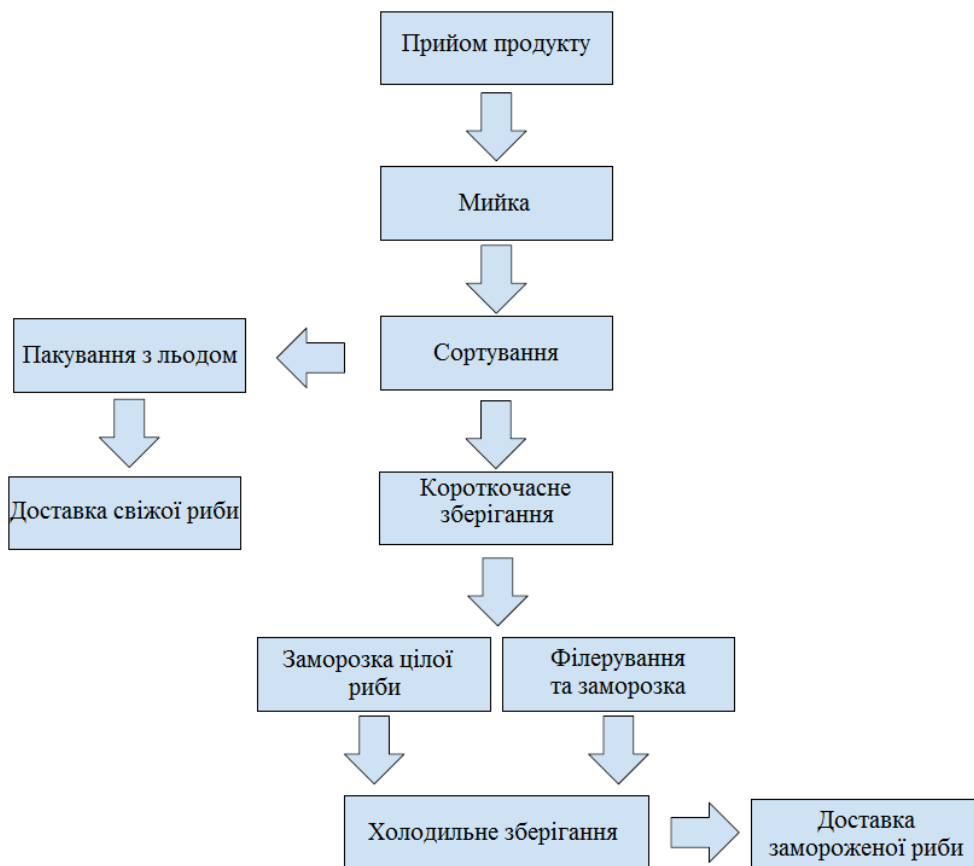 Прийом продукту
Мийка
Сортування
Пакування з льодом
Доставка свіжої риби
Короткочасне
зберігання
Заморозка цілої
риби
Філерування
та заморозка
Холодильне зберігання
Доставка
замороженої риби